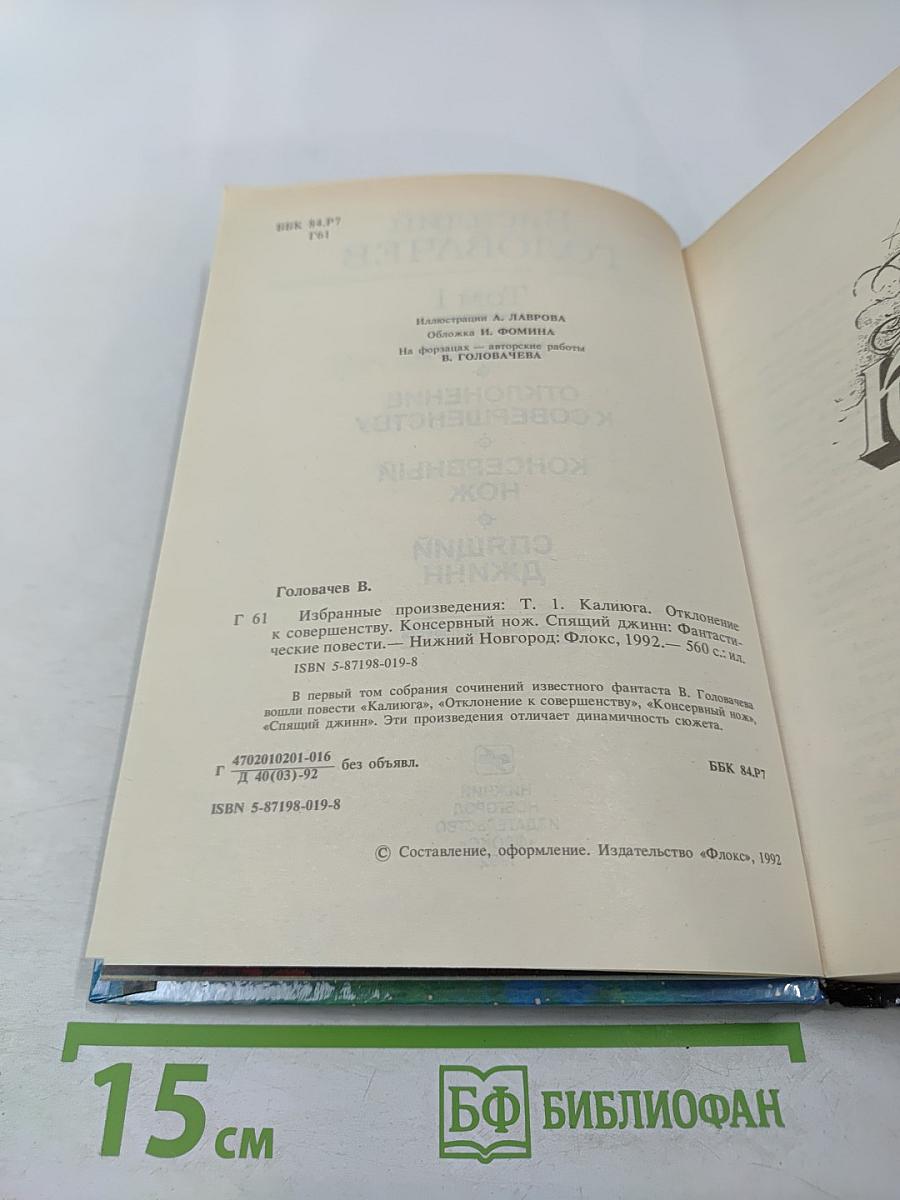 ББК 84.Р7
Г61
Иллюстрации А. ЛАВРОВА
Обложка И. ФОМИНА
На форзацах — авторские работы
В. ГОЛОВАЧЕВА
Головачев В.
Г 61 Избранные произведения: Т. 1. Калиюга. Отклонение
к совершенству. Консервный нож. Спящий джинн: Фантасти-
ческие повести.— Нижний Новгород: Флокс, 1992.— 560 с.: ил.
ISBN 5-87198-019-8
В первый том собрания сочинений известного фантаста В. Головачева
вошли повести «Калиюга», «Отклонение к совершенству», «Консервный нож»,
«Спящий джинн». Эти произведения отличает динамичность сюжета.
Г 4702010201-016 без объявл.
Д 40(03)-92
ББК 84.Р7
ISBN 5-87198-019-8
© Составление, оформление. Издательство «Флокс», 1992
15 см
БФ БИБЛИОФАН